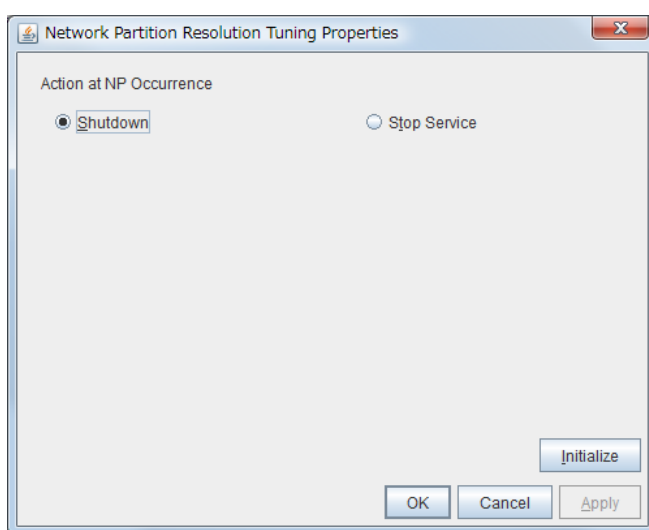 Network Partition Resolution Tuning Properties
Action at NP Occurrence
Shutdown
Stop Service
Initialize
OK
Cancel
Apply